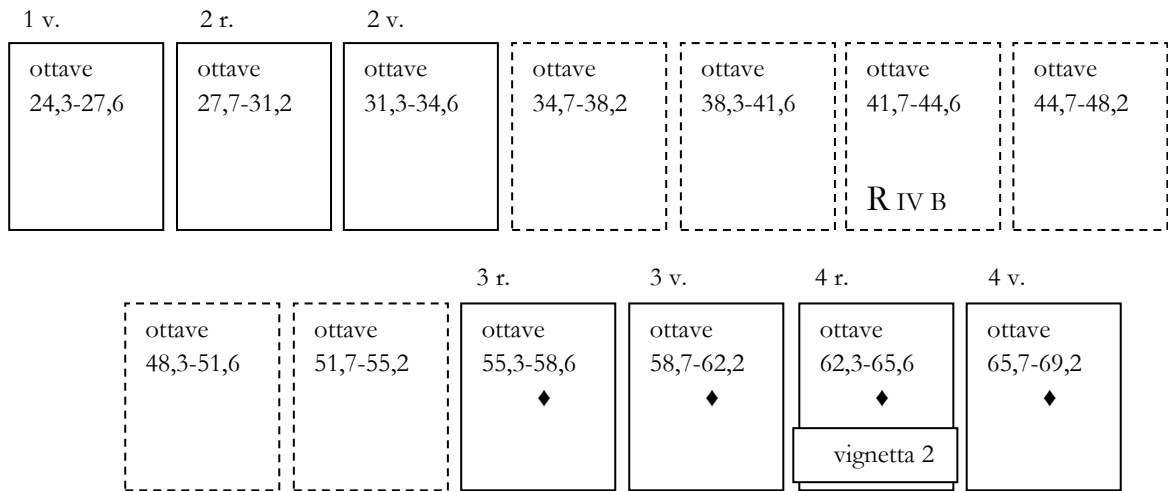 1 v. 2 r. 2 v.
ottave ottave ottave ottave ottave ottave ottave
24,3-27,6 27,7-31,2 31,3-34,6 34,7-38,2 38,3-41,6 41,7-44,6 44,7-48,2
R IV B
3 r. 3 v. 4 r. 4 v.
ottave ottave ottave ottave ottave ottave
48,3-51,6 51,7-55,2 55,3-58,6 58,7-62,2 62,3-65,6 65,7-69,2
♦ ♦ ♦ ♦
vignetta 2